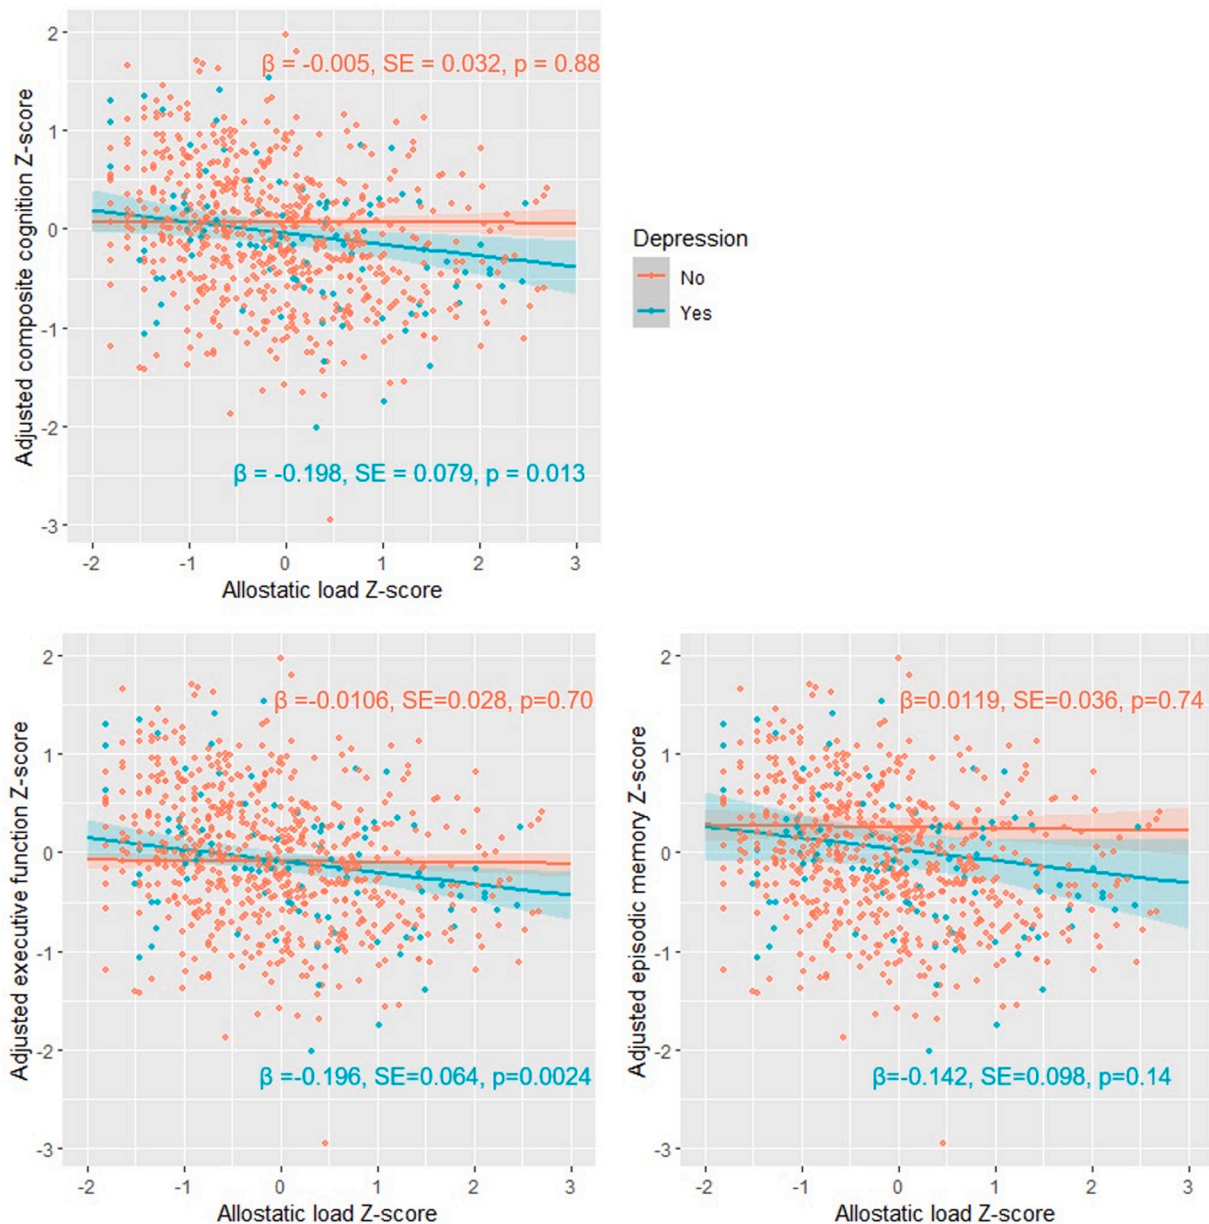 β = -0.005, SE = 0.032, p = 0.88
2
1
0
-1
-2
-3
Adjusted composite cognition Z-score
β = -0.198, SE = 0.079, p = 0.013
-2 -1 0 1 2 3
Allostatic load Z-score
Depression
No
Yes
β =-0.0106, SE=0.028, p=0.70
2
1
0
-1
-2
-3
Adjusted executive function Z-score
β =-0.196, SE=0.064, p=0.0024
-2 -1 0 1 2 3
Allostatic load Z-score
β=0.0119, SE=0.036, p=0.74
2
1
0
-1
-2
-3
Adjusted episodic memory Z-score
β=-0.142, SE=0.098, p=0.14
-2 -1 0 1 2 3
Allostatic load Z-score